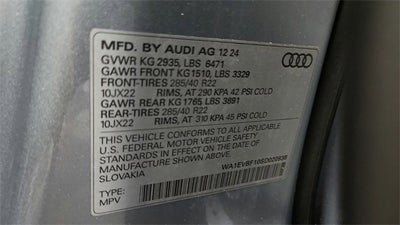 MFD. BY AUDI AG 12 24
GVWR KG 2935, LBS 6471
GAWR FRONT KG1510, LBS 3329
FRONT-TIRES 285/40 R22
10JX22 RIMS, AT 290 KPA 42 PSI COLD
GAWR REAR KG1765 LBS 3891
REAR-TIRES 285/40 R22
10JX22 RIMS, AT 310 KPA 45 PSI COLD
THIS VEHICLE CONFORMS TO ALL APPLICABLE
U.S. FEDERAL MOTOR VEHICLE SAFETY
STANDARDS IN EFFECT ON THE DATE OF
MANUFACTURE SHOWN ABOVE.
SLOVAKIA
TYPE:
MPV